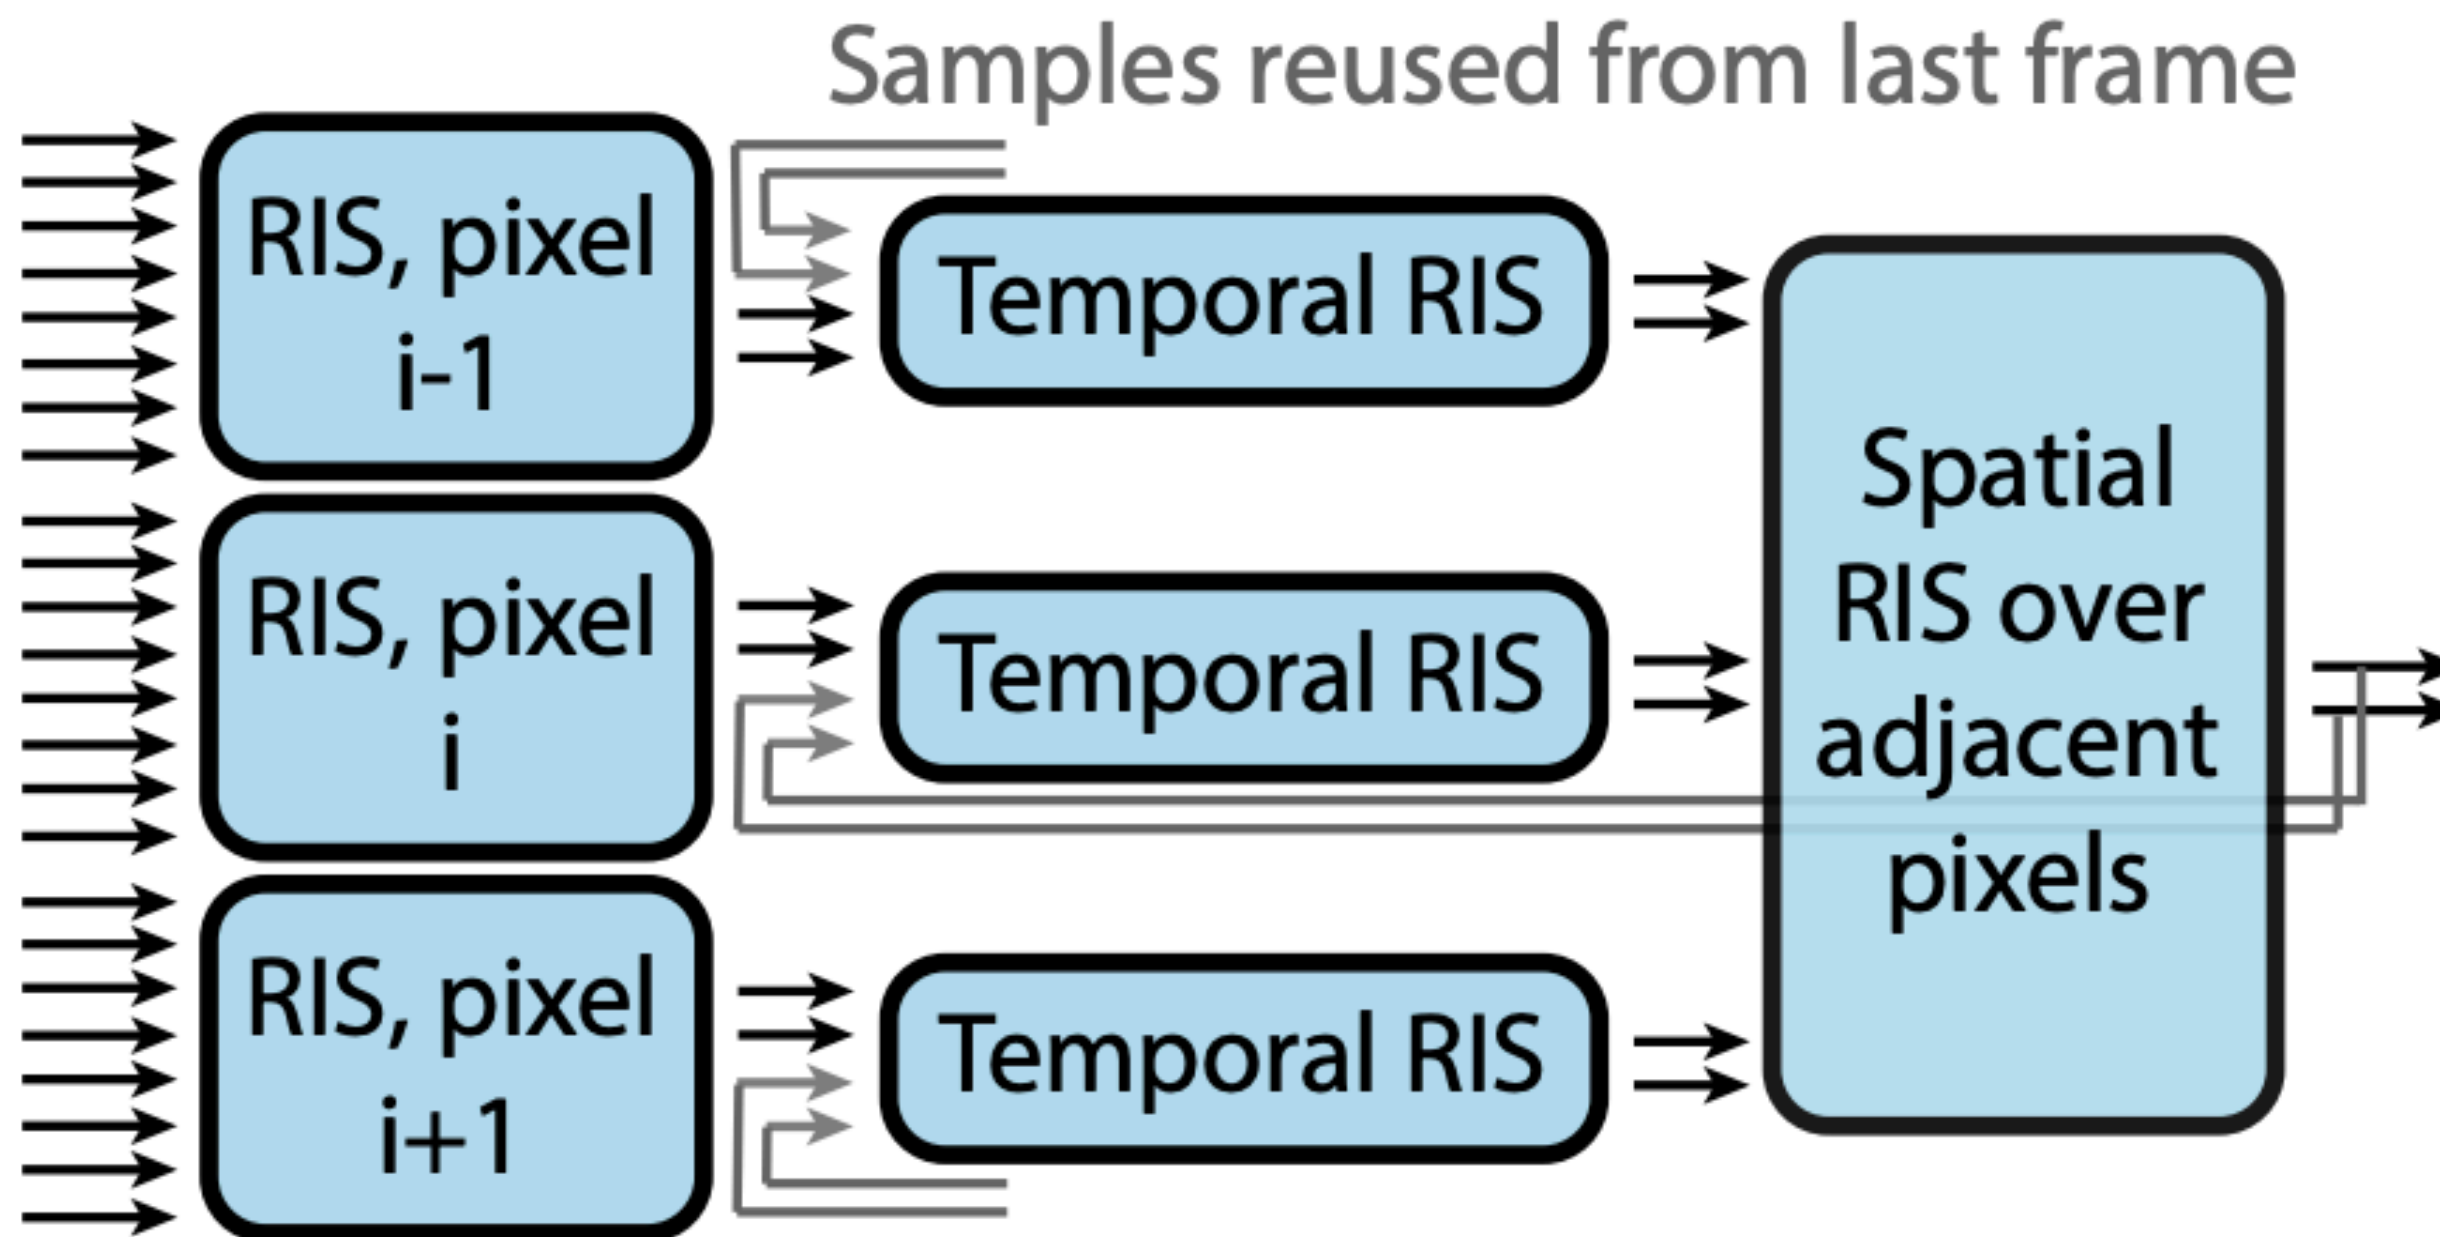 Samples reused from last frame
RIS, pixel
i-1
Temporal RIS
RIS, pixel
i
Temporal RIS
RIS, pixel
i+1
Temporal RIS
Spatial
RIS over
adjacent
pixels